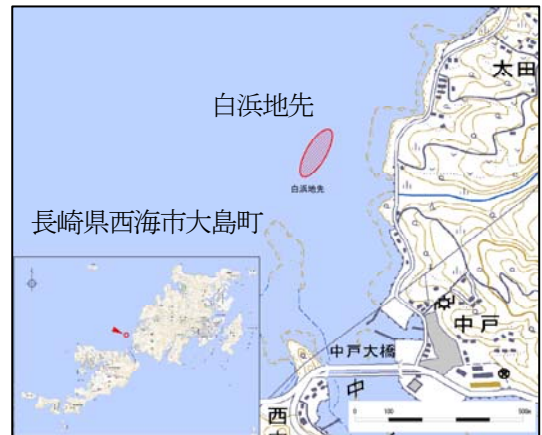 太田
白浜地先
白浜地先
長崎県西海市大島町
中戸
中戸大橋
西
中
0 100 500m